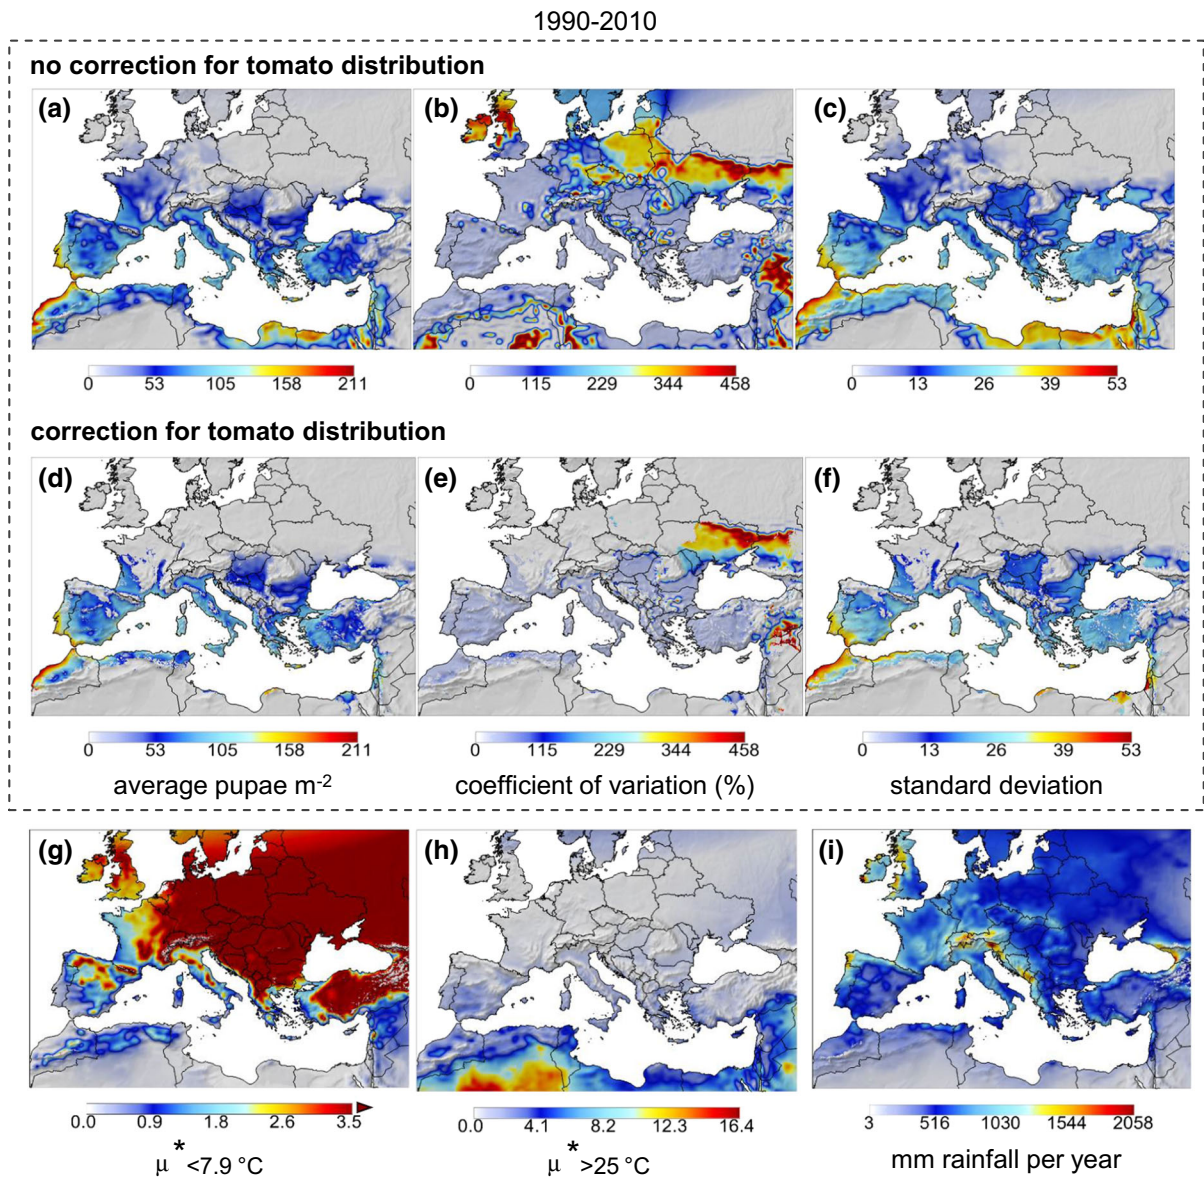 1990-2010
no correction for tomato distribution
(a) (b) (c)
0 53 105 158 211 0 115 229 344 458 0 13 26 39 53
correction for tomato distribution
(d) (e) (f)
0 53 105 158 211 0 115 229 344 458 0 13 26 39 53
average pupae m-2 coefficient of variation (%) standard deviation
(g) (h) (i)
0.0 0.9 1.8 2.6 3.5 0.0 4.1 8.2 12.3 16.4 3 516 1030 1544 2058
μ*<7.9 °C μ*>25 °C mm rainfall per year